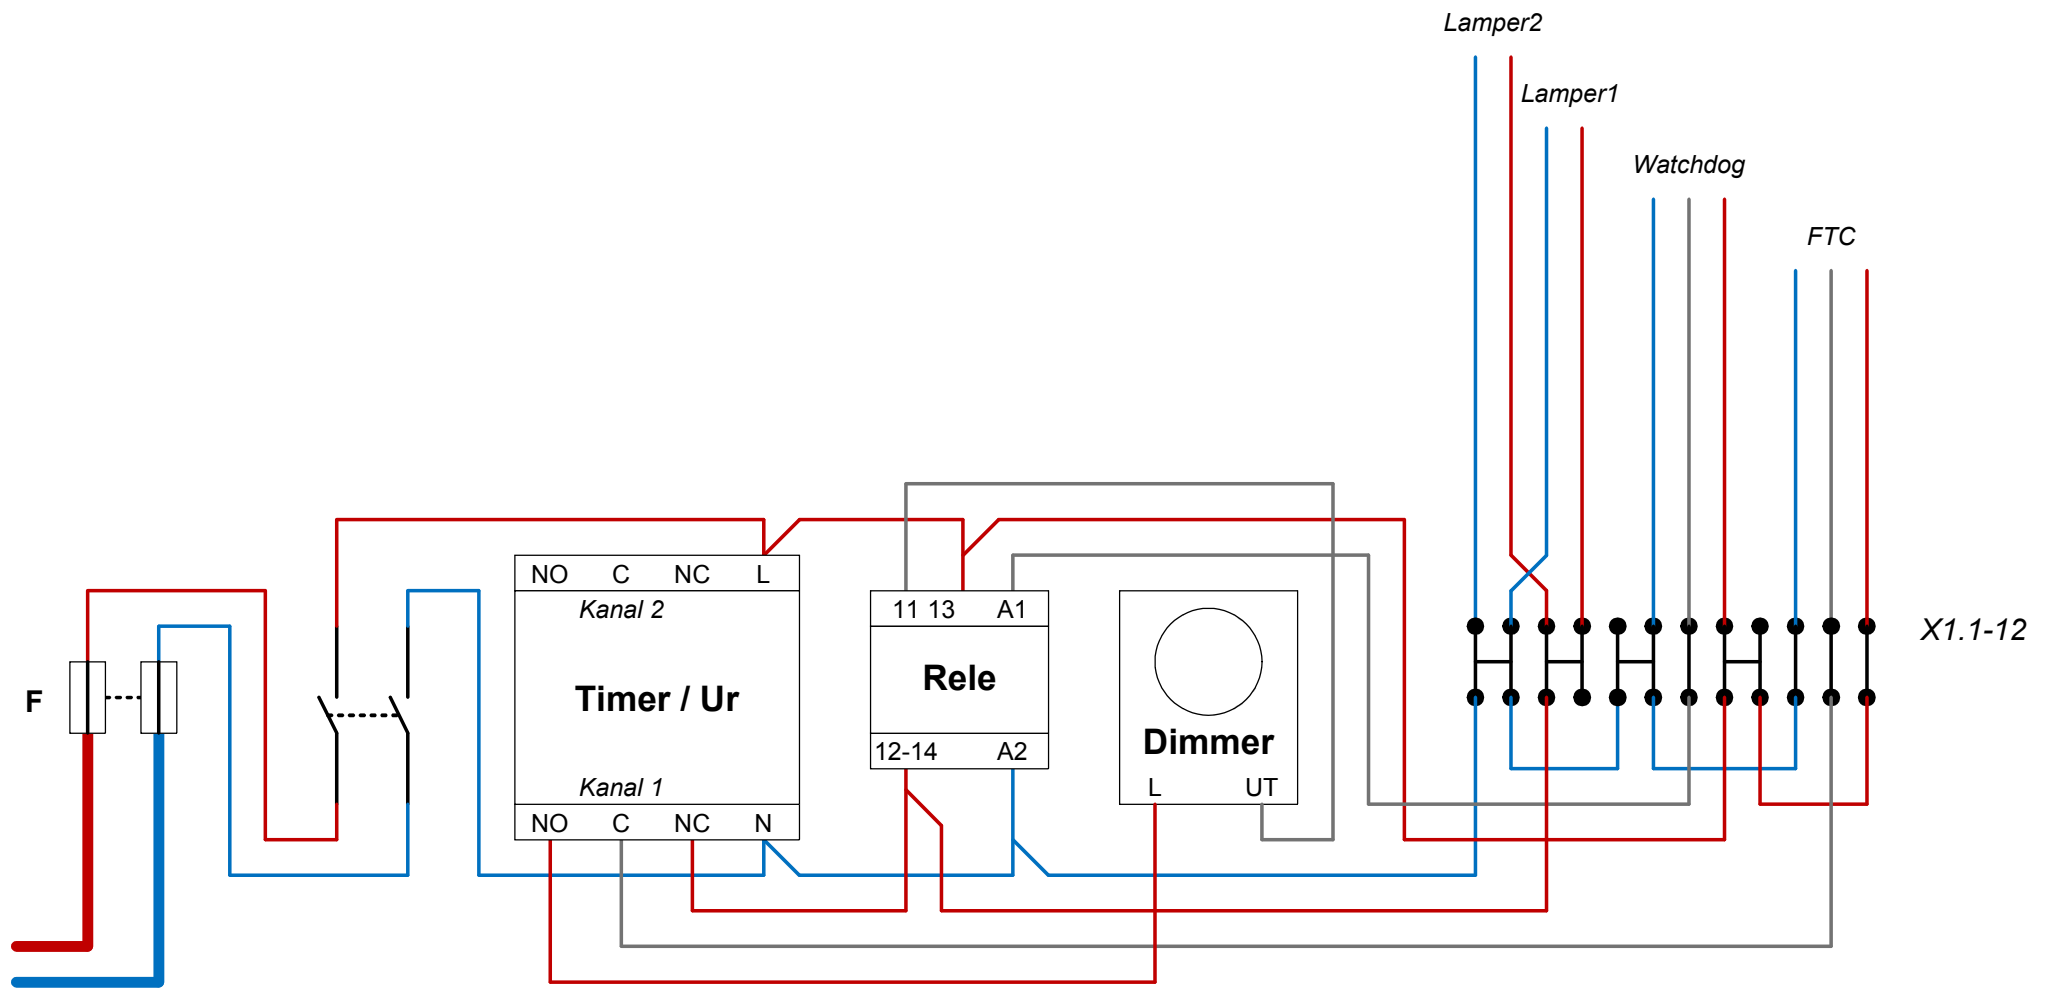 Lamper2
Lamper1
Watchdog
FTC
NO C NC L
Kanal 2
11 13 A1
X1.1-12
Rele
F
Timer / Ur
Dimmer
12-14 A2
Kanal 1
L UT
NO C NC N